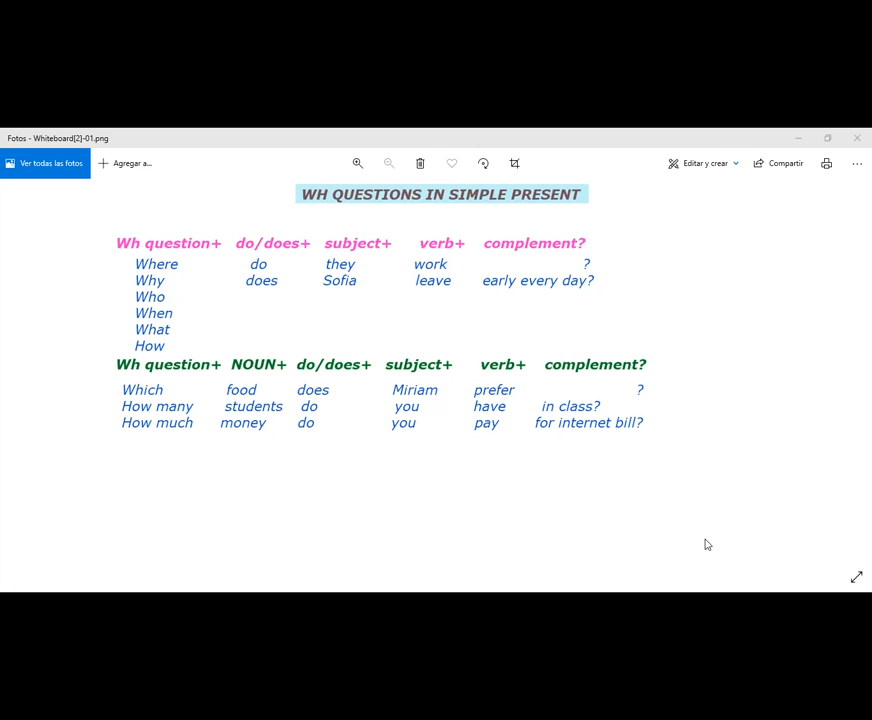 Fotos - Whiteboard[2]-01.png
Ver todas las fotos + Agregar a... Editar y crear Compartir ...
WH QUESTIONS IN SIMPLE PRESENT
Wh question+ do/does+ subject+ verb+ complement?
Where do they work ?
Why does Sofia leave early every day?
Who
When
What
How
Wh question+ NOUN+ do/does+ subject+ verb+ complement?
Which food does Miriam prefer ?
How many students do you have in class?
How much money do you pay for internet bill?